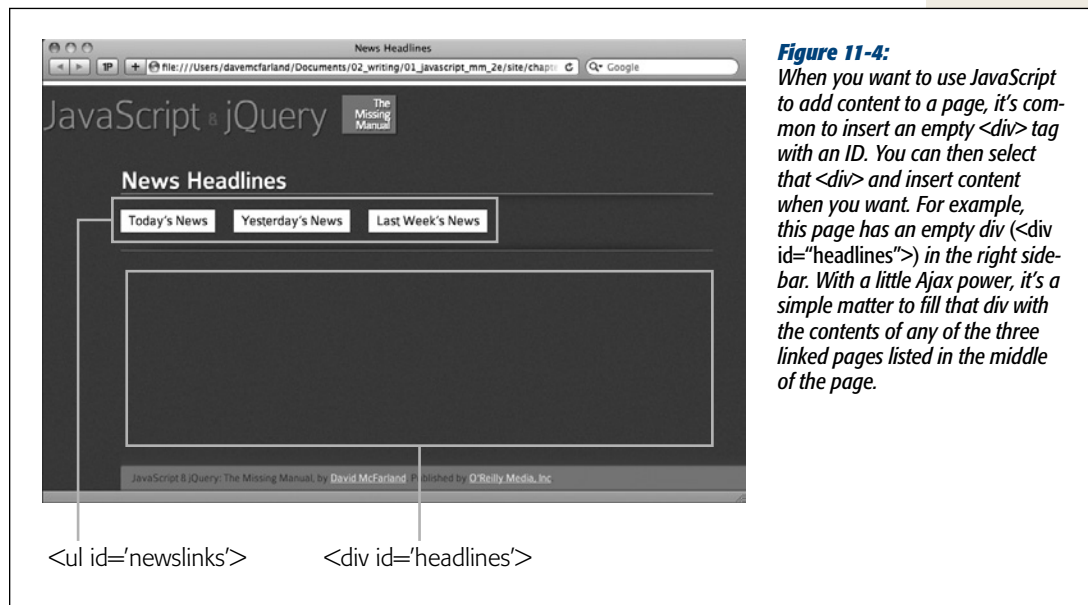 News Headlines
1P
+
file:///Users/davemcfarland/Documents/02_writing/01_javascript_mm_2e/site/chapt
Google
JavaScript & jQuery
The
Missing
Manual
News Headlines
Today's News
Yesterday's News
Last Week's News
JavaScript & jQuery: The Missing Manual, by David McFarland. Published by O'Reilly Media, Inc
<ul id='newslinks'>
<div id='headlines'>
Figure 11-4:
When you want to use JavaScript
to add content to a page, it's com-
mon to insert an empty <div> tag
with an ID. You can then select
that <div> and insert content
when you want. For example,
this page has an empty div (<div
id="headlines">) in the right side-
bar. With a little Ajax power, it's a
simple matter to fill that div with
the contents of any of the three
linked pages listed in the middle
of the page.